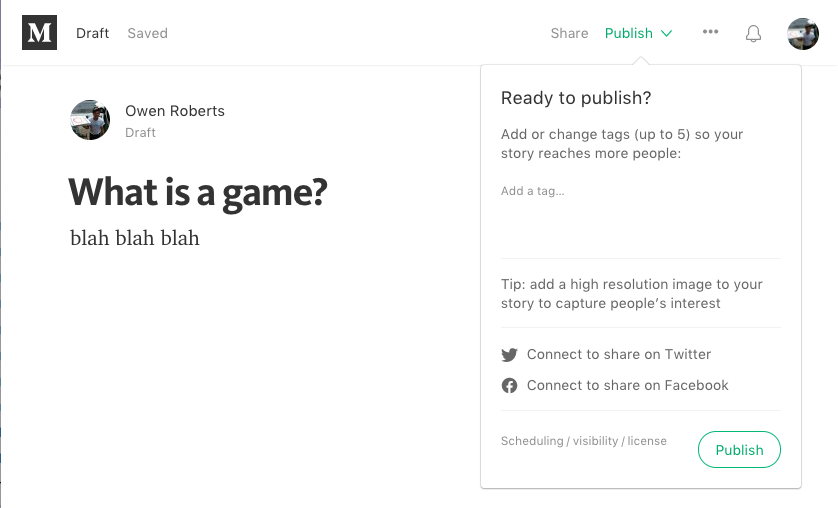 M Draft Saved Share Publish •••
Owen Roberts
Draft
What is a game?
blah blah blah
Ready to publish?
Add or change tags (up to 5) so your
story reaches more people:
Add a tag...
Tip: add a high resolution image to your
story to capture people’s interest
Connect to share on Twitter
Connect to share on Facebook
Scheduling / visibility / license
Publish